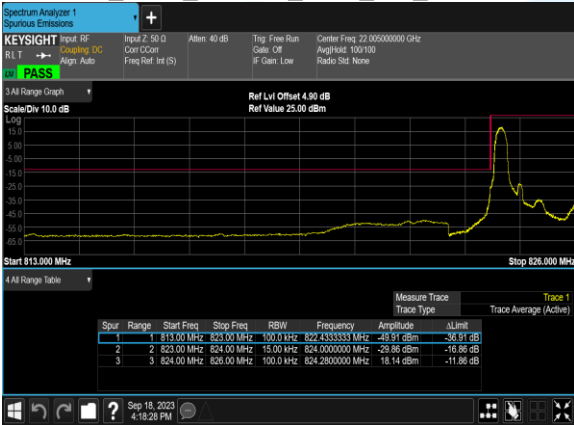 Spectrum Analyzer 1
Spurious Emissions
KEYSIGHT Input: RF Input Z: 50 Ω Atten: 40 dB Trig: Free Run Center Freq: 22.005000000 GHz
RLT Coupling: DC Corr CCorr Gate: Off Avg|Hold: 100/100
Align: Auto Freq Ref: Int (S) IF Gain: Low Radio Std: None
PASS
3 All Range Graph
Ref Lvl Offset 4.90 dB
Scale/Div 10.0 dB Ref Value 25.00 dBm
Log
15.0
5.00
-5.00
-15.0
-25.0
-35.0
-45.0
-55.0
-65.0
Start 813.000 MHz Stop 826.000 MHz
4 All Range Table
Measure Trace Trace 1
Trace Type Trace Average (Active)
Spur Range Start Freq Stop Freq RBW Frequency Amplitude ΔLimit
1 1 813.00 MHz 823.00 MHz 100.0 kHz 822.4333333 MHz -49.91 dBm -36.91 dB
2 2 823.00 MHz 824.00 MHz 15.00 kHz 824.0000000 MHz -29.86 dBm -16.86 dB
3 3 824.00 MHz 826.00 MHz 100.0 kHz 824.2800000 MHz 18.14 dBm -11.86 dB
Sep 18, 2023
4:18:28 PM